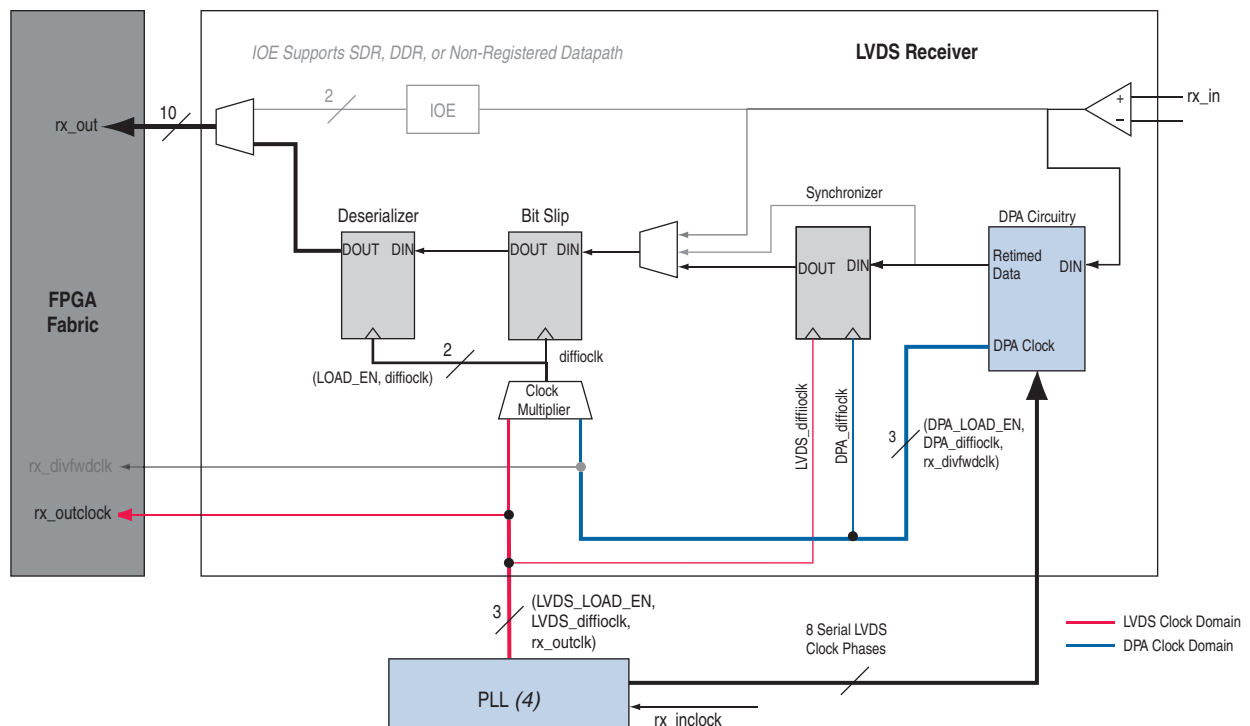 IOE Supports SDR, DDR, or Non-Registered Datapath
LVDS Receiver
2
IOE
+
−
rx_in
10
rx_out
Synchronizer
Deserializer
Bit Slip
DPA Circuitry
DOUT
DIN
DOUT
DIN
DOUT
DIN
Retimed
Data
DIN
DPA Clock
FPGA
Fabric
2
(LOAD_EN, diffioclk)
diffioclk
Clock
Multiplier
LVDS_diffiioclk
DPA_diffioclk
3
(DPA_LOAD_EN,
DPA_diffioclk,
rx_divfwdclk)
rx_divfwdclk
rx_outclock
3
(LVDS_LOAD_EN,
LVDS_diffioclk,
rx_outclk)
8 Serial LVDS
Clock Phases
LVDS Clock Domain
DPA Clock Domain
PLL (4)
rx_inclock